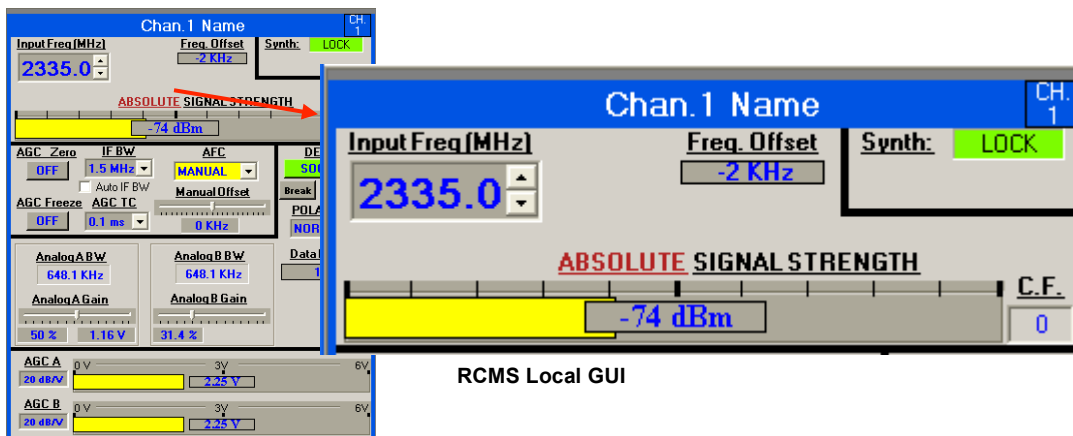 Chan.1 Name
CH. 1
Input Freq(MHz)
Freq. Offset
Synth:
LOCK
2335.0
-2 KHz
ABSOLUTE SIGNAL STRENGTH
-74 dBm
AGC Zero
IF BW
AFC
OFF
1.5 MHz
MANUAL
Auto IF BW
Manual Offset
Break
AGC Freeze
AGC TC
OFF
0.1 ms
0 KHz
Analog A BW
Analog B BW
648.1 KHz
648.1 KHz
Analog A Gain
Analog B Gain
50 %
1.16 V
31.4 %
AGC A
0 V
3V
6V
20 dB/V
2.25 V
AGC B
0 V
3V
6V
20 dB/V
2.25 V
Chan.1 Name
CH. 1
Input Freq(MHz)
Freq. Offset
Synth:
LOCK
2335.0
-2 KHz
ABSOLUTE SIGNAL STRENGTH
C.F.
-74 dBm
0
RCMS Local GUI